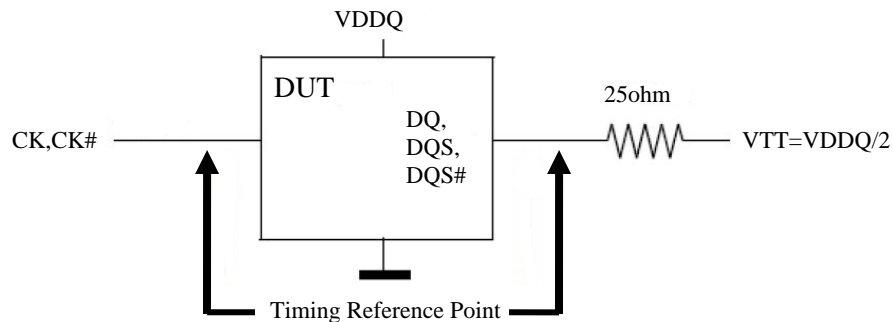 VDDQ
DUT
25ohm
CK,CK#
DQ,
DQS,
DQS#
VTT=VDDQ/2
Timing Reference Point